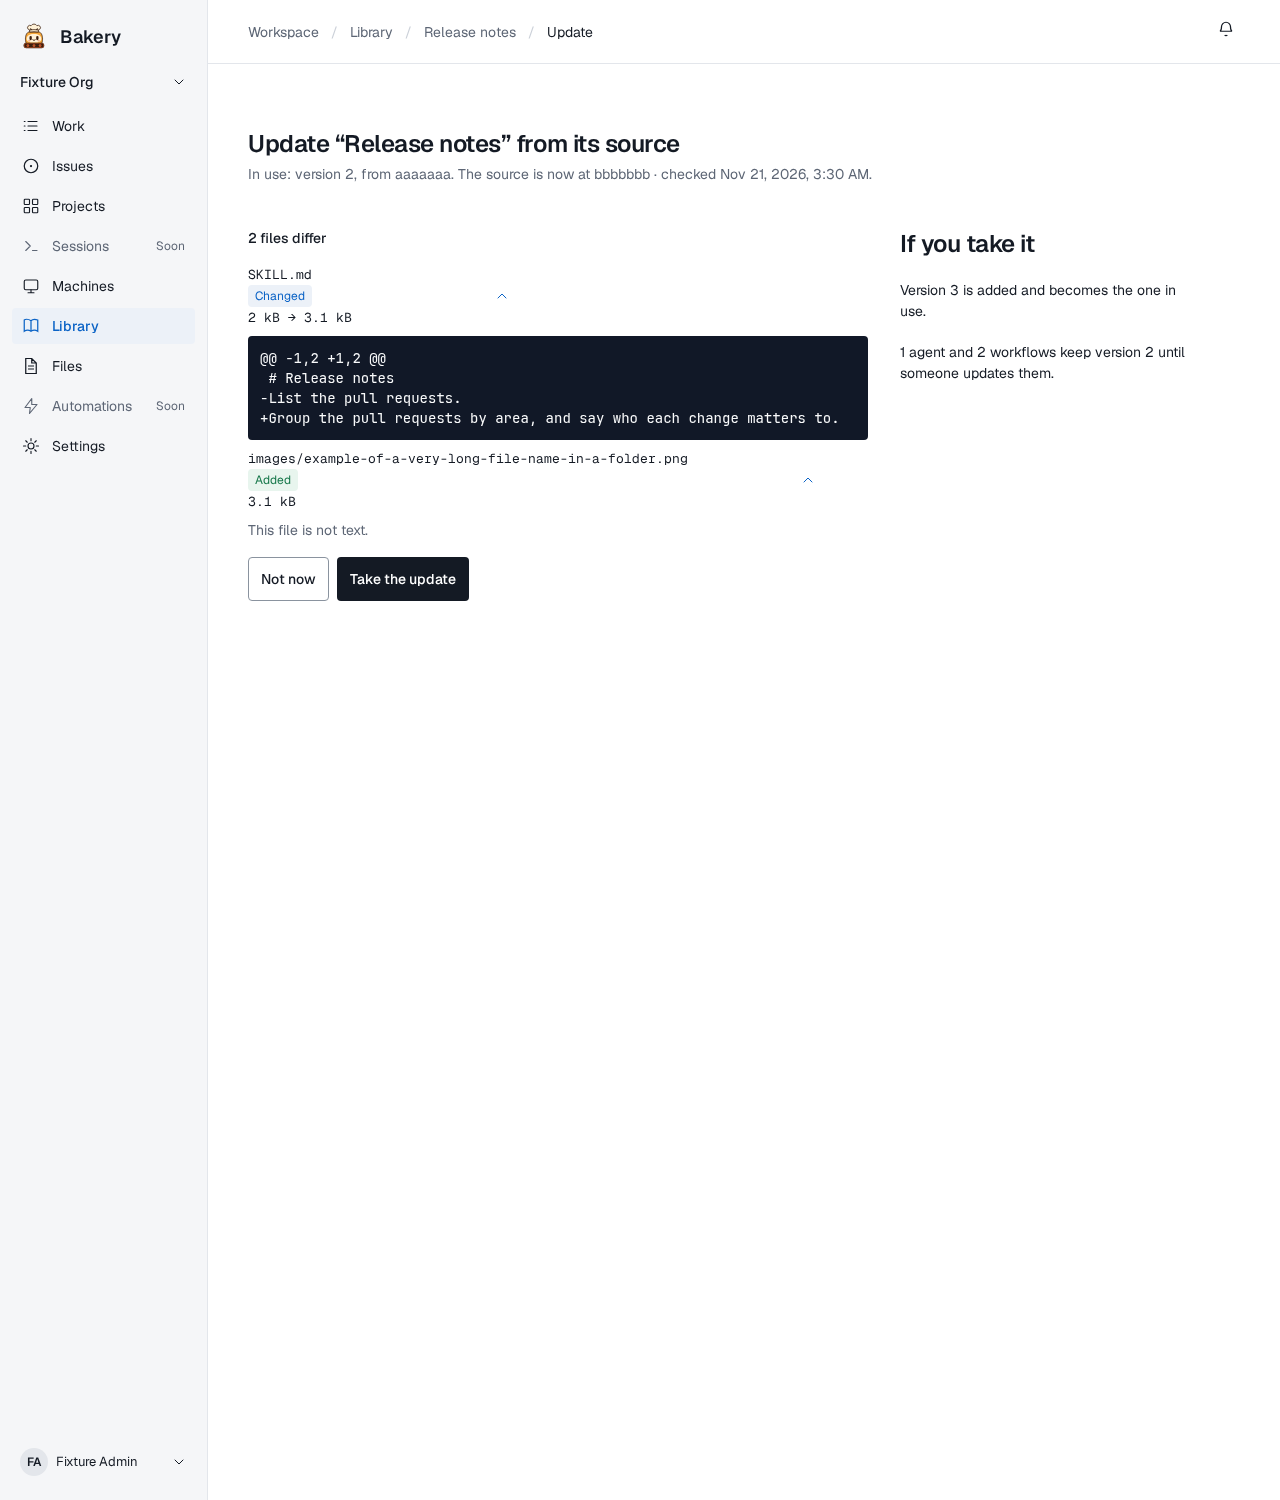 Bakery
Fixture Org
Work
Issues
Projects
Sessions Soon
Machines
Library
Files
Automations Soon
Settings
FA Fixture Admin
Workspace / Library / Release notes / Update
Update “Release notes” from its source
In use: version 2, from aaaaaaa. The source is now at bbbbbbb · checked Nov 21, 2026, 3:30 AM.
2 files differ
SKILL.md
Changed
2 kB → 3.1 kB
@@ -1,2 +1,2 @@
# Release notes
-List the pull requests.
+Group the pull requests by area, and say who each change matters to.
images/example-of-a-very-long-file-name-in-a-folder.png
Added
3.1 kB
This file is not text.
Not now Take the update
If you take it
Version 3 is added and becomes the one in
use.
1 agent and 2 workflows keep version 2 until
someone updates them.